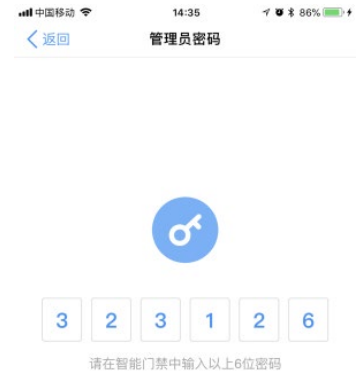 中国移动 14:35 86%
返回 管理员密码
3 2 3 1 2 6
请在智能门禁中输入以上6位密码